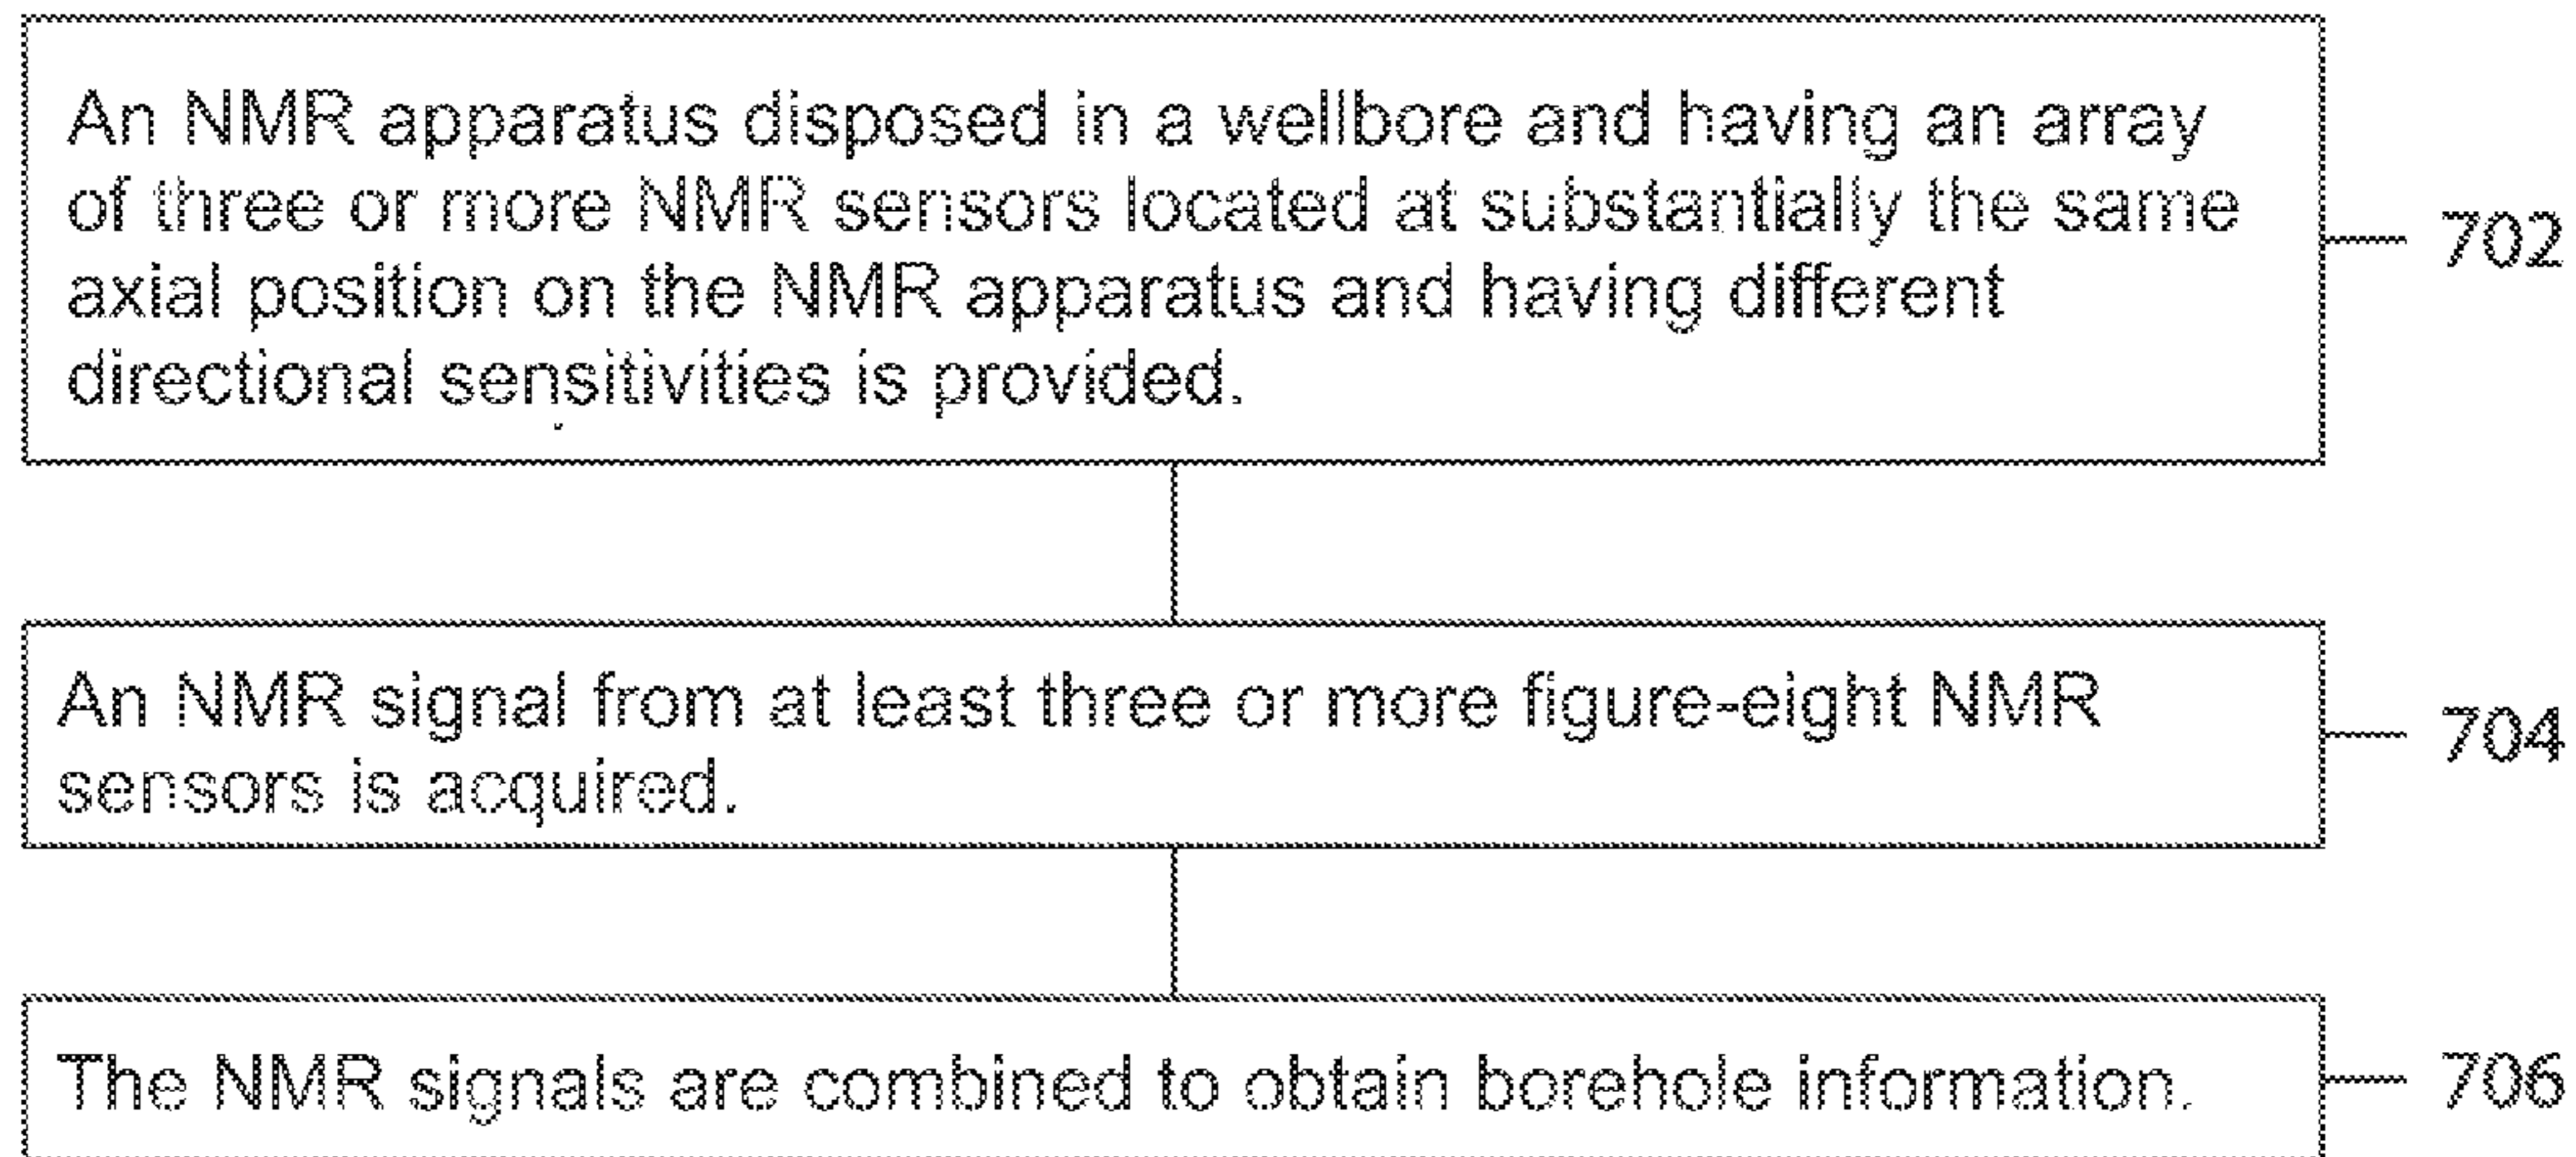 An NMR apparatus disposed in a wellbore and having an array
of three or more NMR sensors located at substantially the same
axial position on the NMR apparatus and having different
directional sensitivities is provided.
702
An NMR signal from at least three or more figure-eight NMR
sensors is acquired.
704
The NMR signals are combined to obtain borehole information.
706